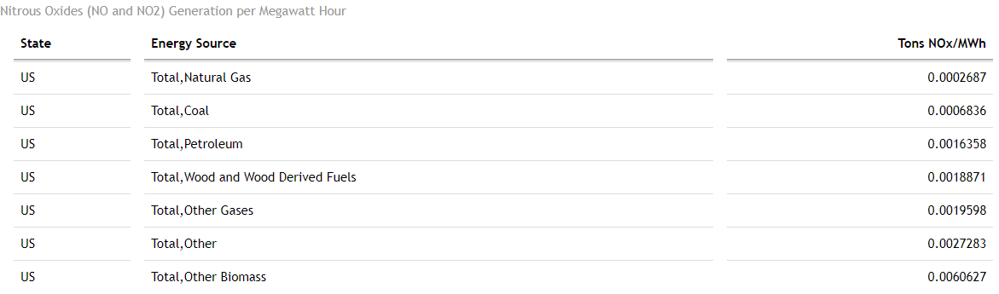 Nitrous Oxides (NO and NO2) Generation per Megawatt Hour
State Energy Source Tons NOx/MWh
US Total,Natural Gas 0.0002687
US Total,Coal 0.0006836
US Total,Petroleum 0.0016358
US Total,Wood and Wood Derived Fuels 0.0018871
US Total,Other Gases 0.0019598
US Total,Other 0.0027283
US Total,Other Biomass 0.0060627